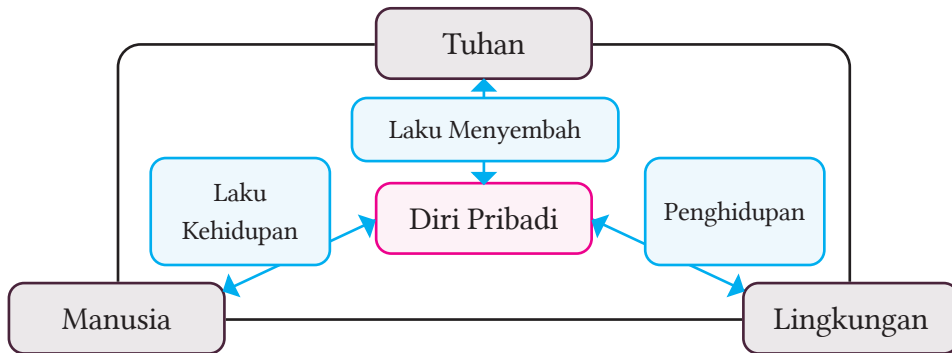 Tuhan
Laku Menyembah
Laku
Kehidupan
Diri Pribadi
Penghidupan
Manusia
Lingkungan